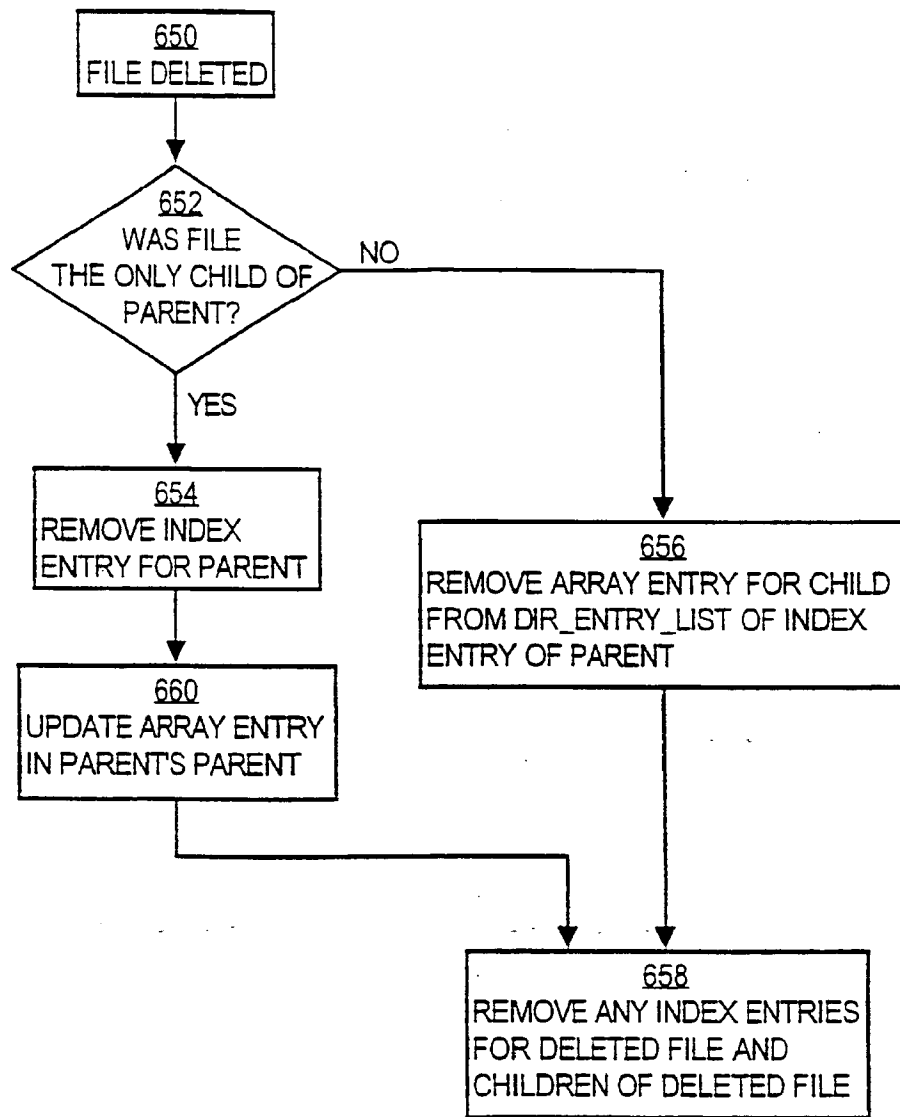 650
FILE DELETED
652
WAS FILE
THE ONLY CHILD OF
PARENT?
NO
YES
654
REMOVE INDEX
ENTRY FOR PARENT
656
REMOVE ARRAY ENTRY FOR CHILD
FROM DIR_ENTRY_LIST OF INDEX
ENTRY OF PARENT
660
UPDATE ARRAY ENTRY
IN PARENT'S PARENT
658
REMOVE ANY INDEX ENTRIES
FOR DELETED FILE AND
CHILDREN OF DELETED FILE